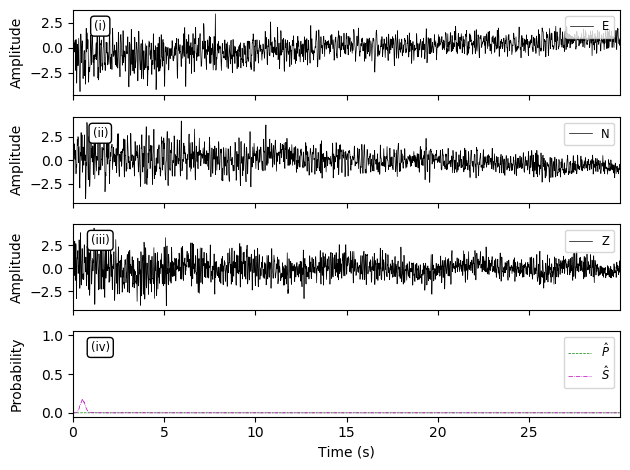 (i)
E
Amplitude
2.5
0.0
−2.5
(ii)
N
Amplitude
2.5
0.0
−2.5
(iii)
Z
Amplitude
2.5
0.0
−2.5
(iv)
P̂
Ŝ
Probability
1.0
0.5
0.0
0 5 10 15 20 25
Time (s)